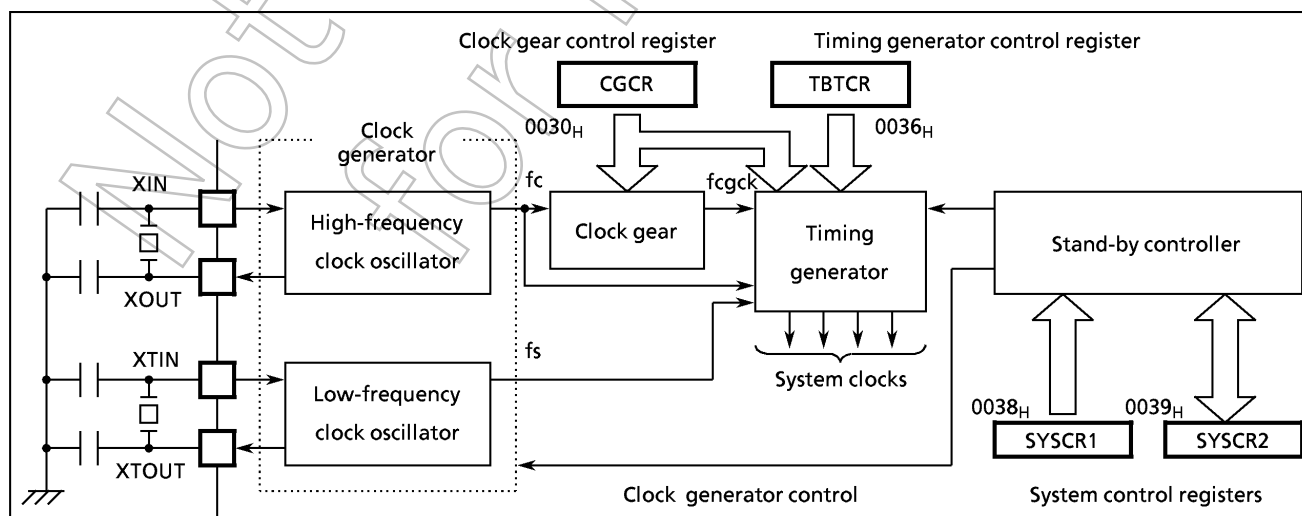 Clock gear control register
Timing generator control register
CGCR
TBTCR
0030H
0036H
Clock
generator
XIN
fc
fcgck
High-frequency
clock oscillator
Clock gear
Timing
generator
Stand-by controller
XOUT
XTIN
fs
System clocks
Low-frequency
clock oscillator
0038H
0039H
SYSCR1
SYSCR2
XTOUT
Clock generator control
System control registers
Not
for